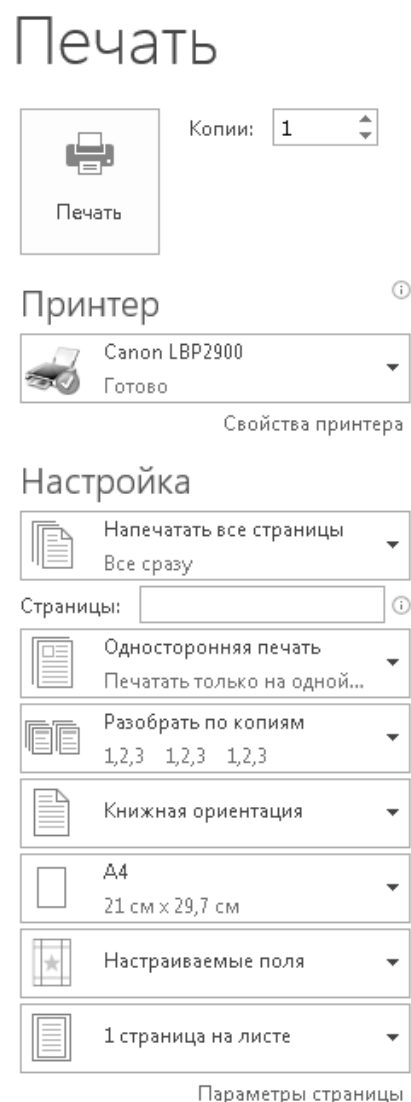 Печать
Копии: 1
Печать
Принтер
Canon LBP2900
Готово
Свойства принтера
Настройка
Напечатать все страницы
Все сразу
Страницы:
Односторонняя печать
Печатать только на одной...
Разобрать по копиям
1,2,3 1,2,3 1,2,3
Книжная ориентация
A4
21 см x 29,7 см
Настраиваемые поля
1 страница на листе
Параметры страницы